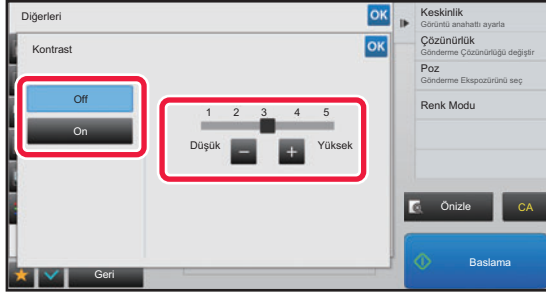 Diğerleri
OK
Kontrast
OK
Off
On
1 2 3 4 5
Düşük
Yüksek
Geri
Keskinlik
Görüntü anahattı ayarla
Çözünürlük
Gönderme Çözünürlüğü değiştir
Poz
Gönderme Ekspozürünü seç
Renk Modu
Önizle
CA
Baslama